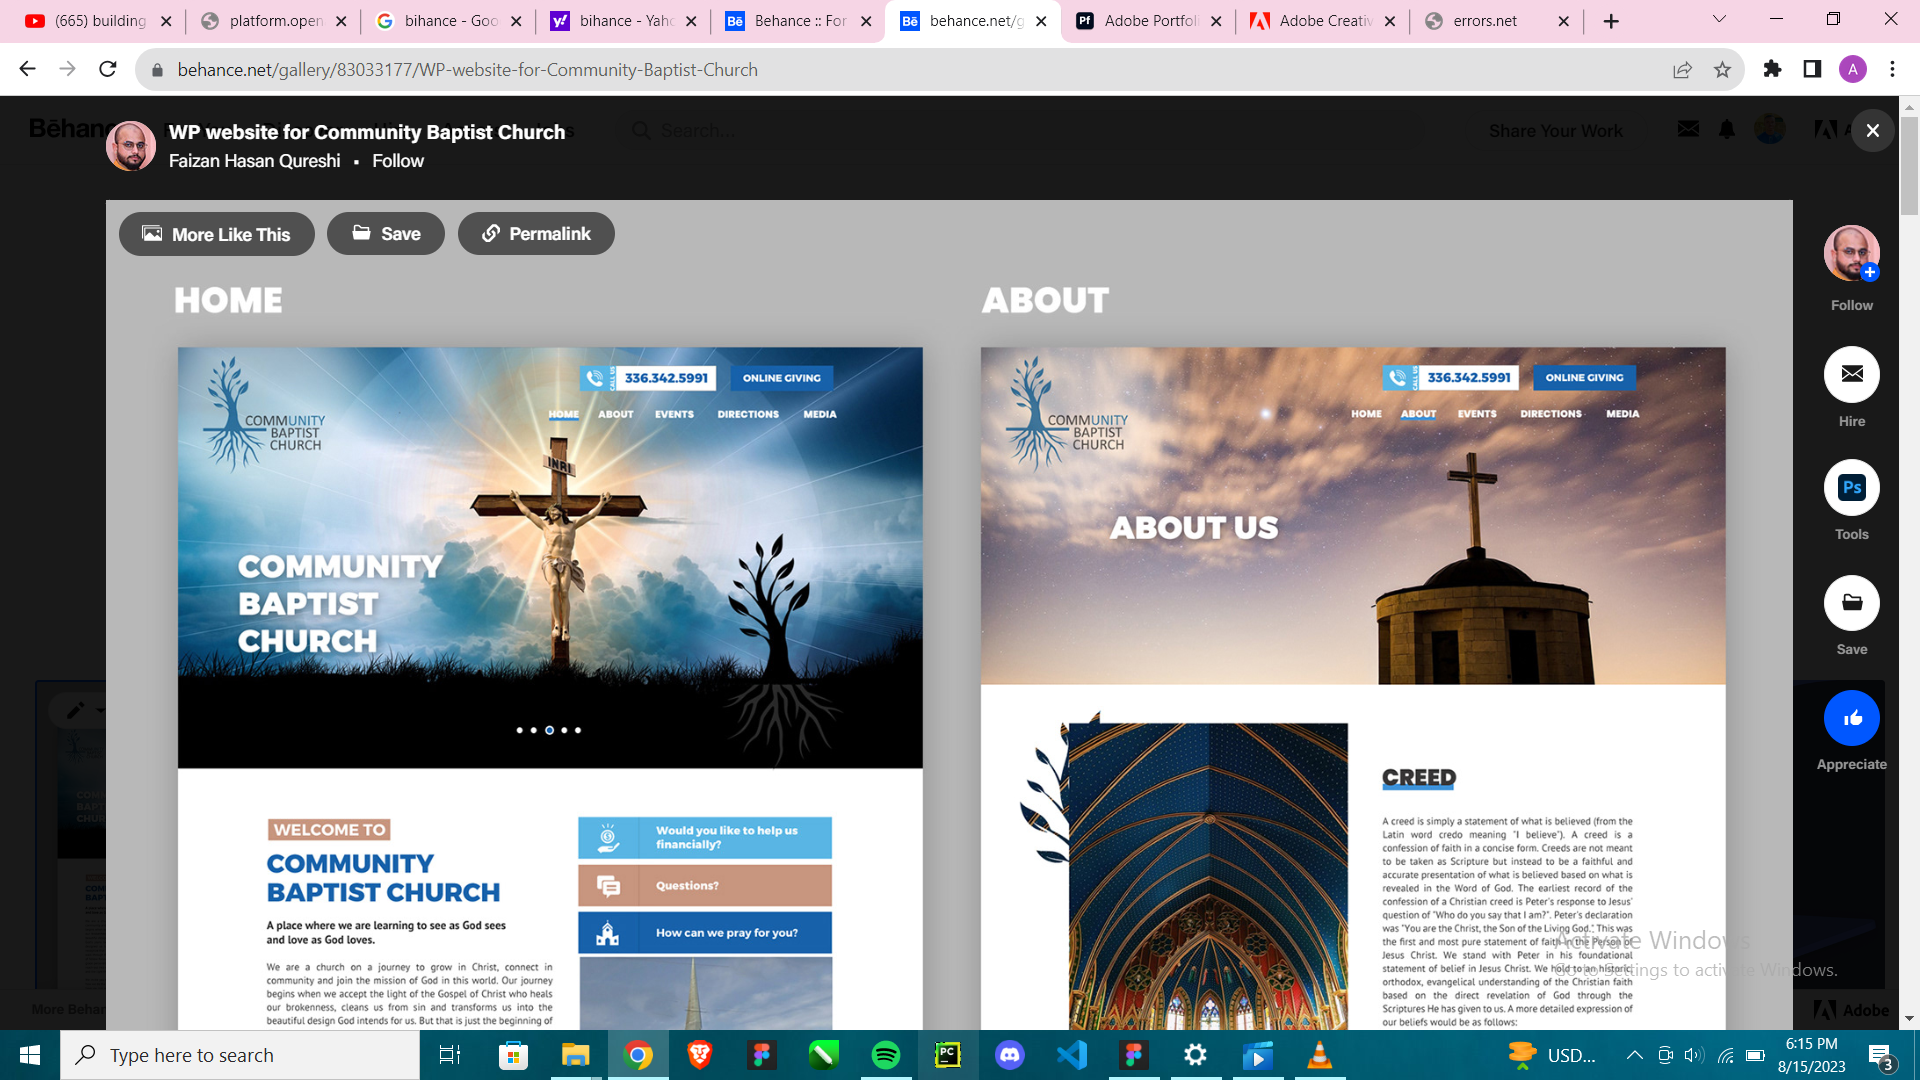 (665) building
platform.open
bihance - Goo
bihance - Yaho
Behance :: For
behance.net/g
Adobe Portfoli
Adobe Creativ
errors.net
behance.net/gallery/83033177/WP-website-for-Community-Baptist-Church
A
Bēhanc
Search...
Share Your Work
WP website for Community Baptist Church
Faizan Hasan Qureshi • Follow
More Like This
Save
Permalink
HOME
COMMUNITY
BAPTIST
CHURCH
CALL US
336.342.5991
ONLINE GIVING
HOME
ABOUT
EVENTS
DIRECTIONS
MEDIA
INRI
COMMUNITY
BAPTIST
CHURCH
WELCOME TO
COMMUNITY
BAPTIST CHURCH
A place where we are learning to see as God sees
and love as God loves.
We are a church on a journey to grow in Christ, connect in
community and join the mission of God in this world. Our journey
begins when we accept the light of the Gospel of Christ who heals
our brokenness, cleans us from sin and transforms us into the
beautiful design God intends for us. But that is just the beginning of
Would you like to help us
financially?
Questions?
How can we pray for you?
ABOUT
COMMUNITY
BAPTIST
CHURCH
CALL US
336.342.5991
ONLINE GIVING
HOME
ABOUT
EVENTS
DIRECTIONS
MEDIA
ABOUT US
CREED
A creed is simply a statement of what is believed (from the
Latin word credo meaning "I believe"). A creed is a
confession of faith in a concise form. Creeds are not meant
to be taken as Scripture but instead to be a faithful and
accurate presentation of what is believed based on what is
revealed in the Word of God. The earliest record of the
confession of a Christian creed is Peter's response to Jesus'
question of "Who do you say that I am?". Peter's declaration
was "You are the Christ, the Son of the Living God." This was
the first and most pure statement of faith in the Person of
Jesus Christ. We stand with Peter in his foundational
statement of belief in Jesus Christ. We hold to an historic,
orthodox, evangelical understanding of the Christian faith
based on the direct revelation of God through the
Scriptures He has given to us. A more detailed expression of
our beliefs would be as follows:
Follow
Hire
Ps
Tools
Save
Appreciate
Activate Windows
Go to Settings to activate Windows.
More Behan
Adobe
Type here to search
PC
USD...
6:15 PM
8/15/2023
3